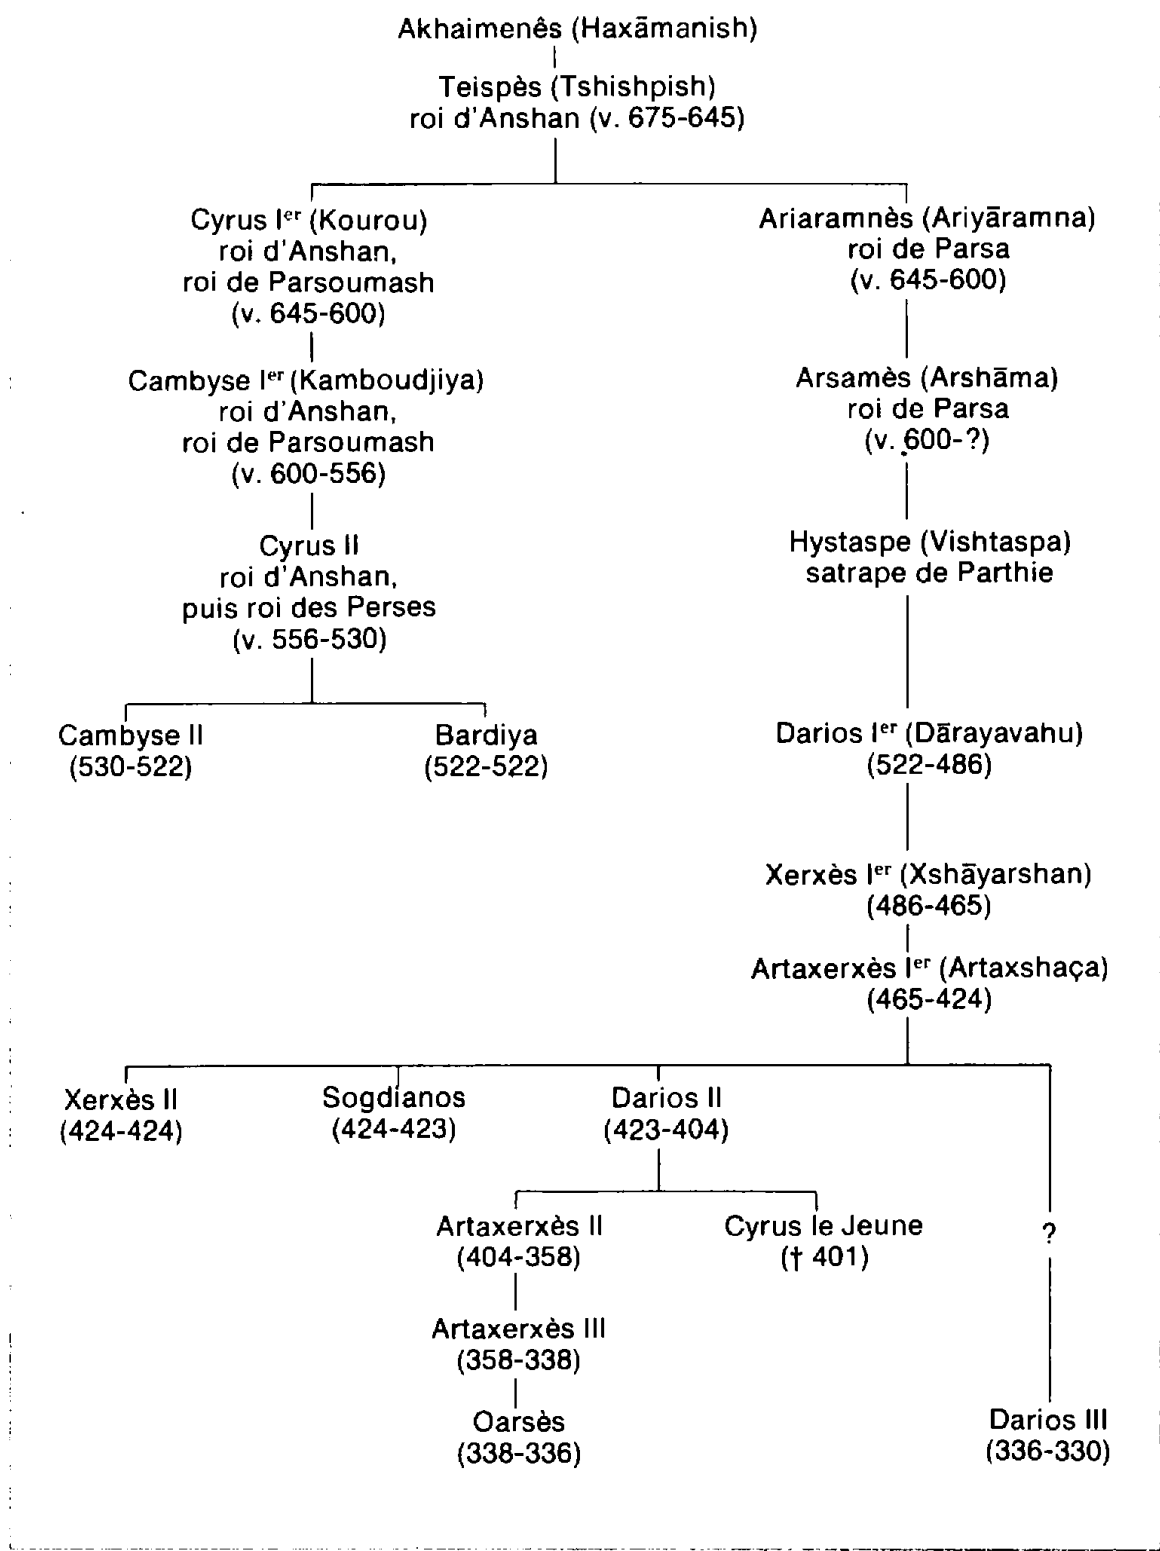 Akhaimenês (Haxāmanish)
Teispès (Tshishpish)
roi d'Anshan (v. 675-645)
Cyrus Iᵉʳ (Kourou)
roi d'Anshan,
roi de Parsoumash
(v. 645-600)
Ariaramnès (Ariyāramna)
roi de Parsa
(v. 645-600)
Cambyse Iᵉʳ (Kamboudjiya)
roi d'Anshan,
roi de Parsoumash
(v. 600-556)
Arsamès (Arshāma)
roi de Parsa
(v. 600-?)
Cyrus II
roi d'Anshan,
puis roi des Perses
(v. 556-530)
Hystaspe (Vishtaspa)
satrape de Parthie
Cambyse II
(530-522)
Bardiya
(522-522)
Darios Iᵉʳ (Dārayavahu)
(522-486)
Xerxès Iᵉʳ (Xshāyarshan)
(486-465)
Artaxerxès Iᵉʳ (Artaxshaça)
(465-424)
Xerxès II
(424-424)
Sogdianos
(424-423)
Darios II
(423-404)
Artaxerxès II
(404-358)
Cyrus le Jeune
(† 401)
?
Artaxerxès III
(358-338)
Oarsès
(338-336)
Darios III
(336-330)